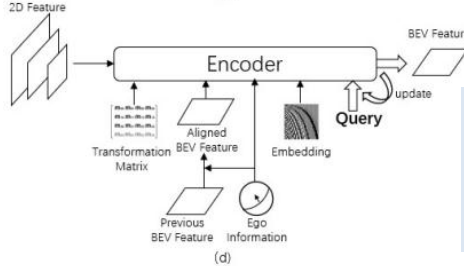 2D Feature
BEV Feature
Encoder
update
Query
Transformation
Matrix
Aligned
BEV Feature
Embedding
Previous
BEV Feature
Ego
Information
(d)